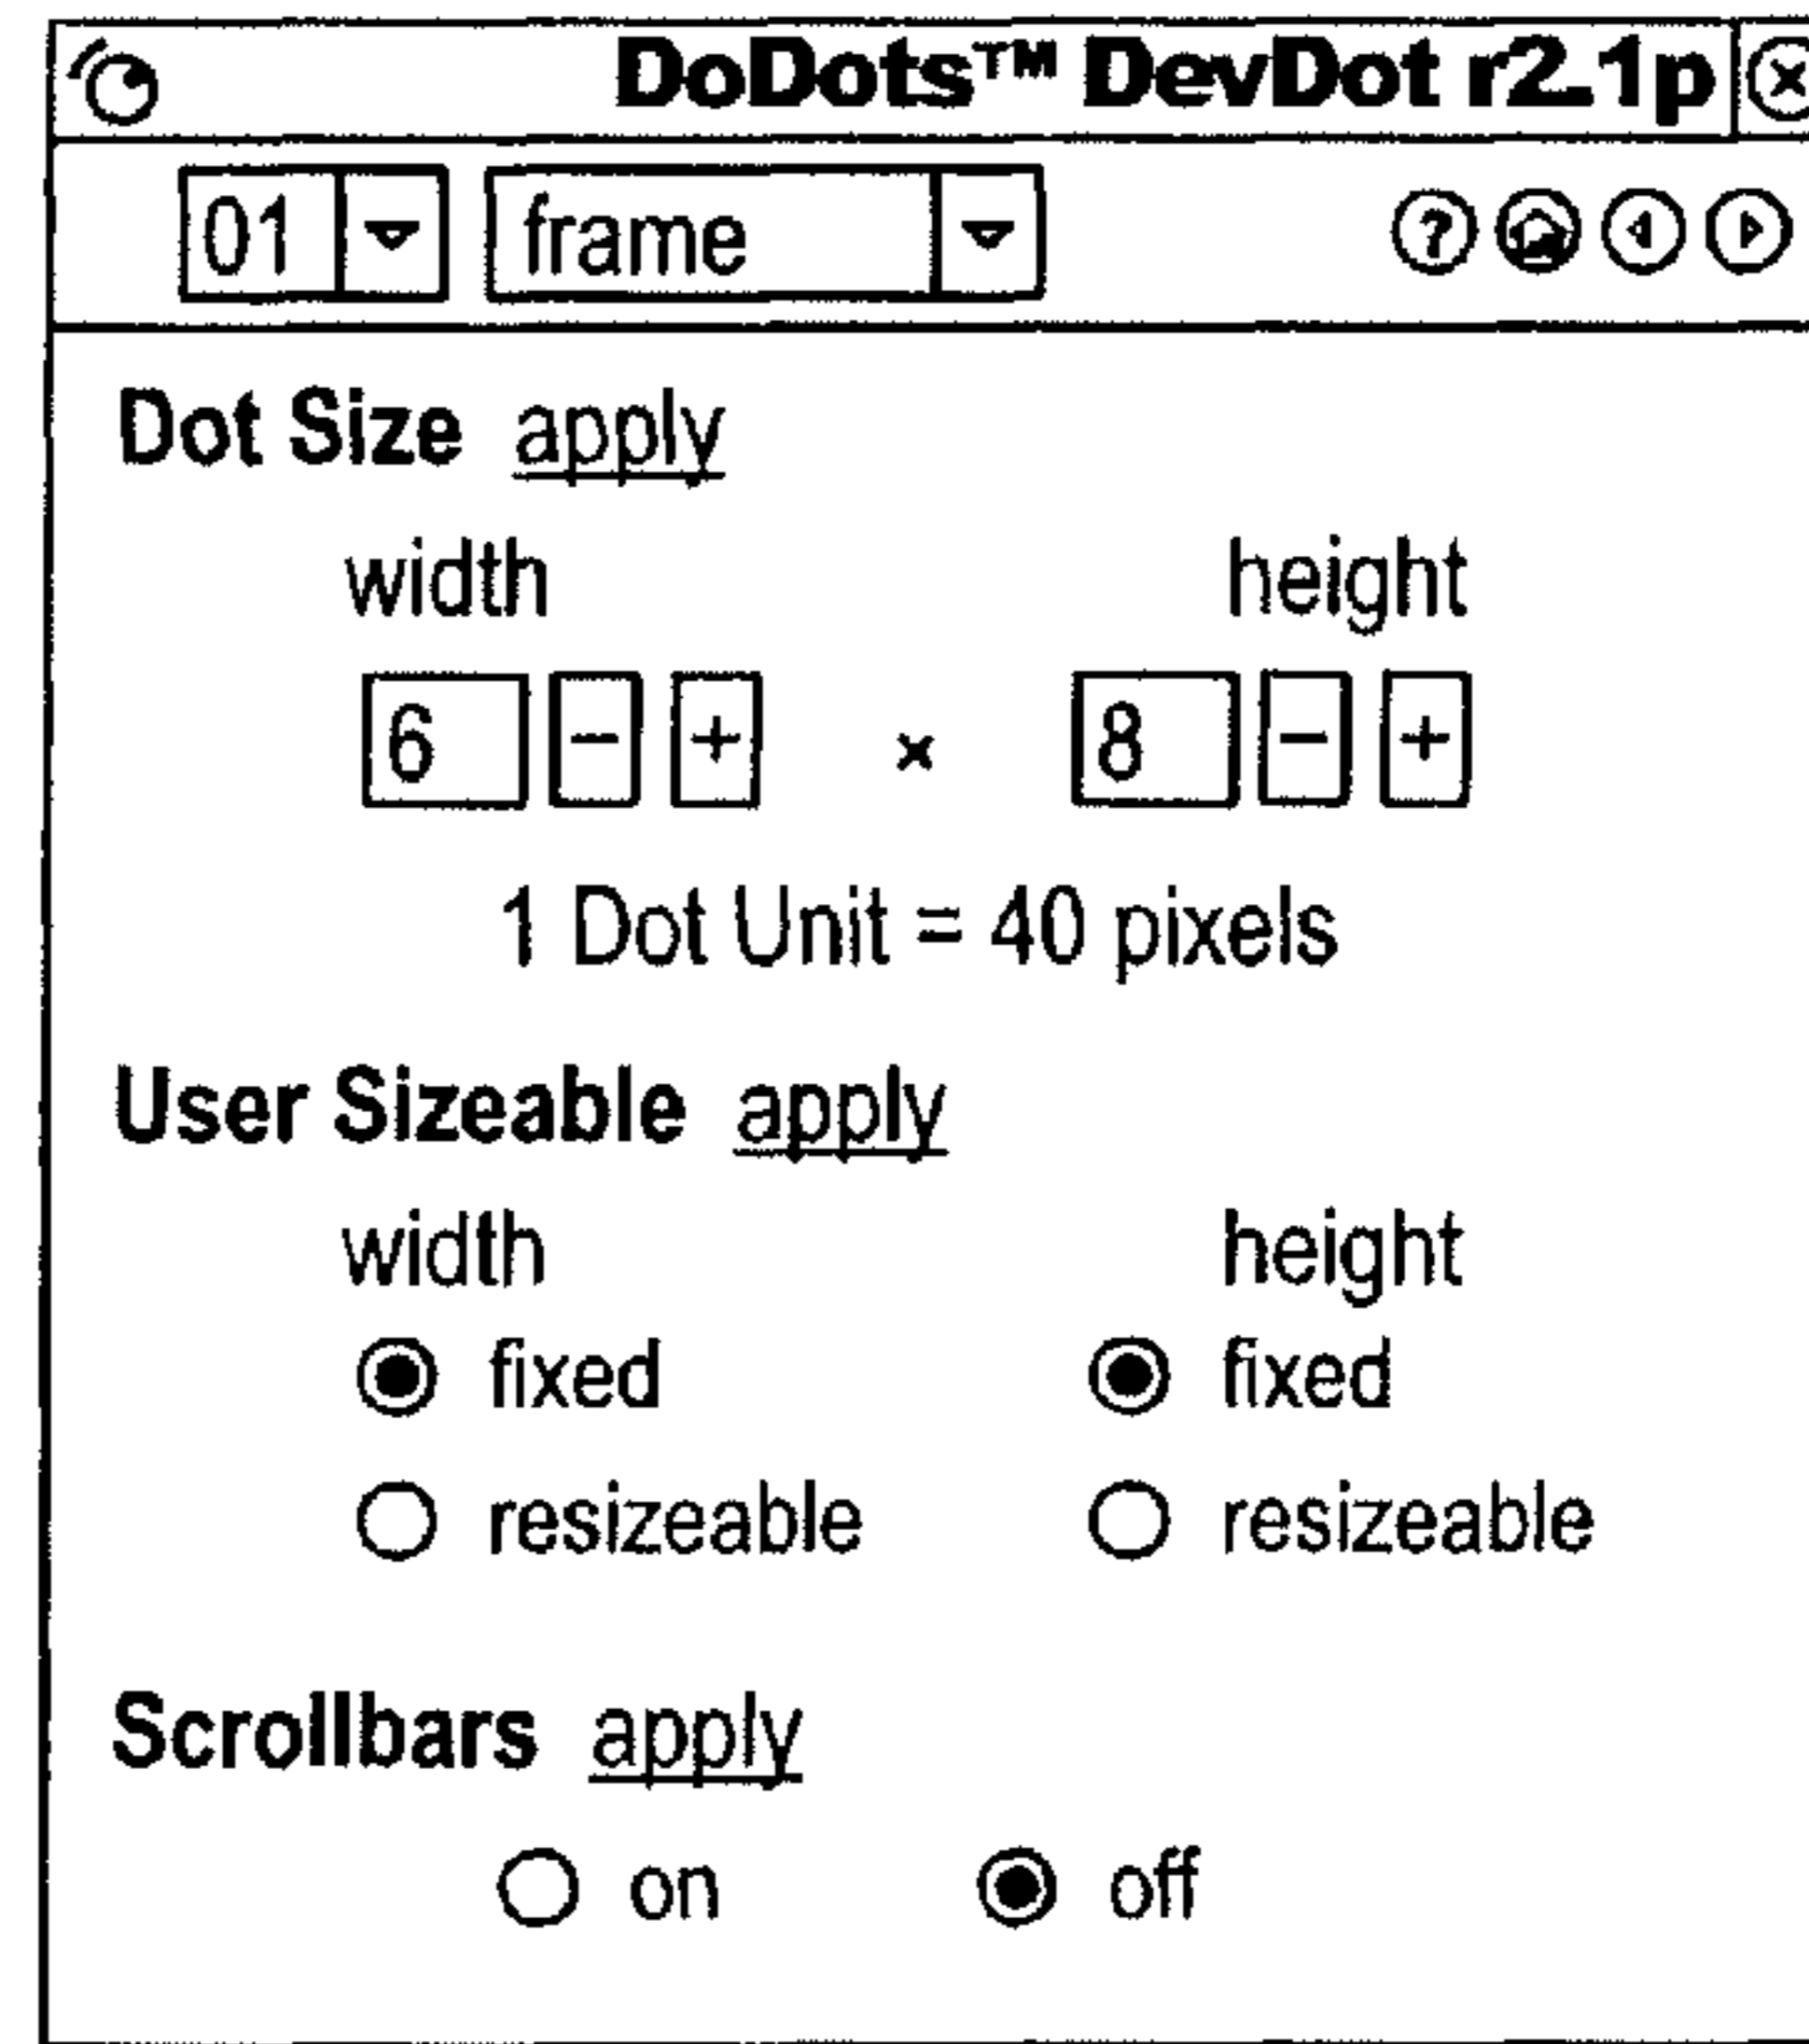 DoDots™ DevDot r2.1p
01 frame ?
Dot Size apply
width height
6 − + × 8 − +
1 Dot Unit = 40 pixels
User Sizeable apply
width height
fixed fixed
resizeable resizeable
Scrollbars apply
on off